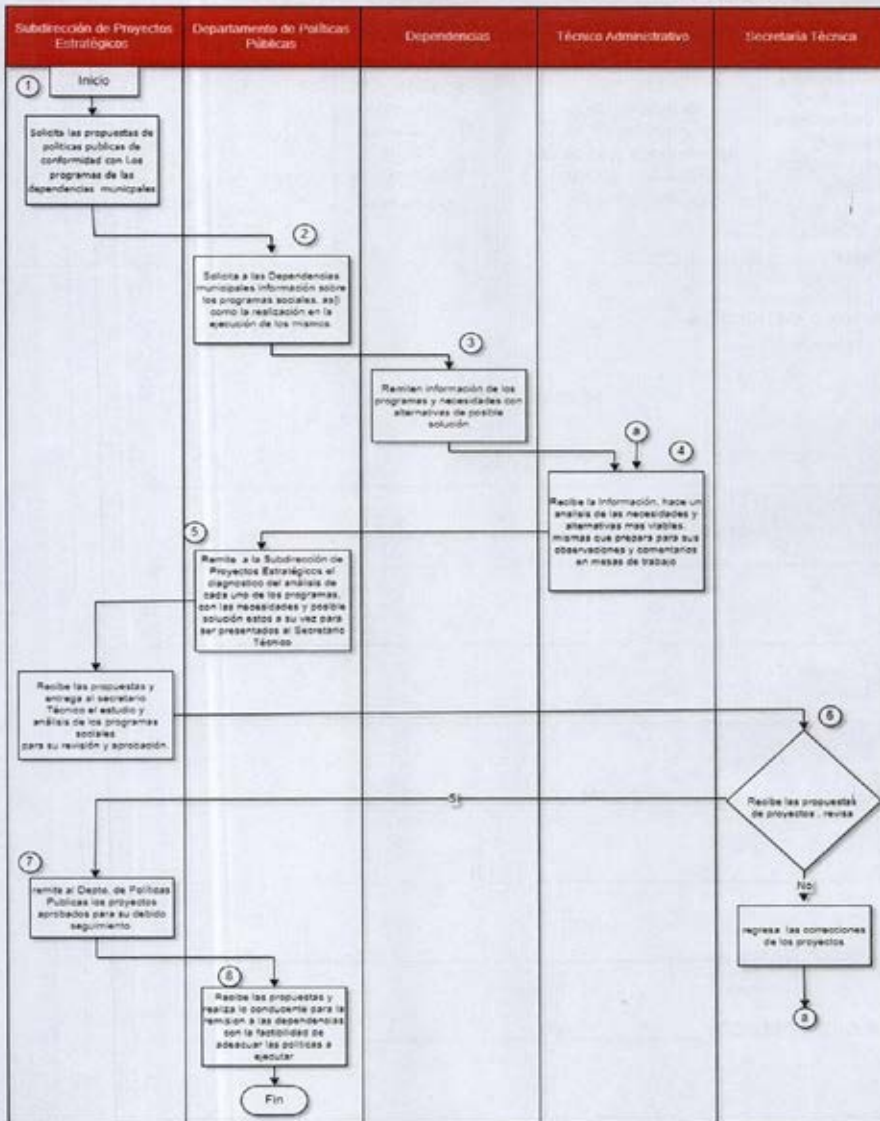 Subdirección de Proyectos
Estratégicos
Departamento de Políticas
Públicas
Dependencias
Técnico Administrativo
Secretaría Técnica
1
Inicio
Solicita las propuestas de
políticas publicas de
conformidad con Los
programas de las
dependencias municpales
2
Solicita a las Dependencias
municipales información sobre
los programas sociales, así)
como la realización en la
ejecución de los mismos.
3
Remiten información de los
programas y necesidades con
alternativas de posible
solución
a
4
Recibe la información, hace un
analisis de las necesidades y
alternativas mas viables,
mismas que prepara para sus
observaciones y comentarios
en mesas de trabajo
5
Remite a la Subdirección de
Proyectos Estratégicos el
diagnostico del análisis de
cada uno de los programas,
con las necesidades y posible
solución estos a su vez para
ser presentados al Secretario
Técnico
Recibe las propuestas y
entrega al secretario
Técnico el estudio y
análisis de los programas
sociales
para su revisión y aprobación.
6
Recibe las propuestas
de proyectos , revisa
Sí
No
7
remite al Depto. de Políticas
Publicas los proyectos
aprobados para su debido
seguimiento
regresa las correcciones
de los proyectos
a
8
Recibe las propuestas y
realiza lo conducente para la
remision a las dependencias
con la factibilidad de
adecuar las políticas a
ejecutar
Fin